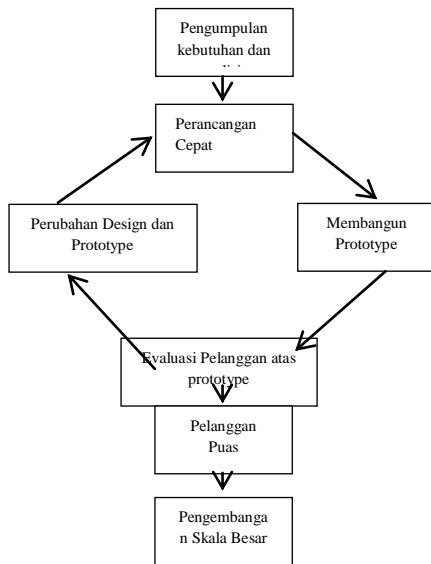 Pengumpulan
kebutuhan dan
Perancangan
Cepat
Perubahan Design dan
Prototype
Membangun
Prototype
Evaluasi Pelanggan atas
prototype
Pelanggan
Puas
Pengembanga
n Skala Besar